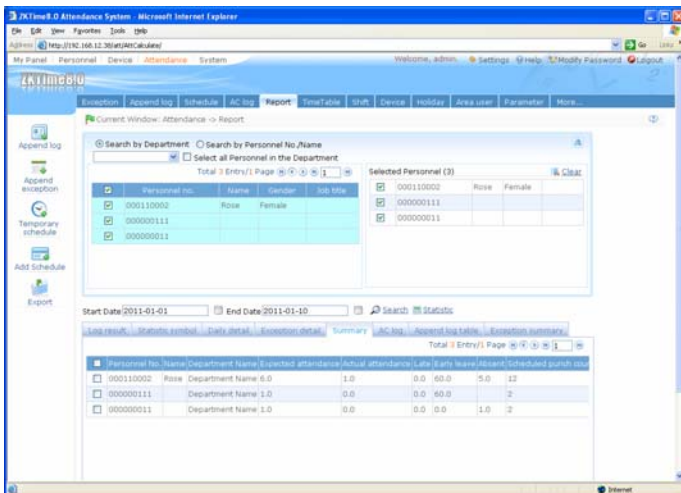 ZKTime8.0 Attendance System - Microsoft Internet Explorer
File Edit View Favorites Tools Help
Address http://192.168.12.38/att/AttCalculate/ Go Links
My Panel Personnel Device Attendance System Welcome, admin. Settings Help Modify Password Logout
ZKTime8.0
Exception Append log Schedule AC log Report TimeTable Shift Device Holiday Area user Parameter More...
Current Window: Attendance -> Report
Append log
Append exception
Temporary schedule
Add Schedule
Export
Search by Department Search by Personnel No./Name
Select all Personnel in the Department
Total 3 Entry/1 Page 1
Personnel no. Name Gender Job title
000110002 Rose Female
000000111
000000011
Selected Personnel (3) Clear
000110002 Rose Female
000000111
000000011
Start Date 2011-01-01 End Date 2011-01-10 Search Statistic
Log result Statistic symbol Daily detail Exception detail Summary AC log Append log table Exception summary
Total 3 Entry/1 Page 1
Personnel No. Name Department Name Expected attendance Actual attendance Late Early leave Absent Scheduled punch
000110002 Rose Department Name 6.0 1.0 0.0 60.0 5.0 12
000000111 Department Name 1.0 0.0 0.0 60.0 2
000000011 Department Name 1.0 0.0 0.0 0.0 1.0 2
Internet